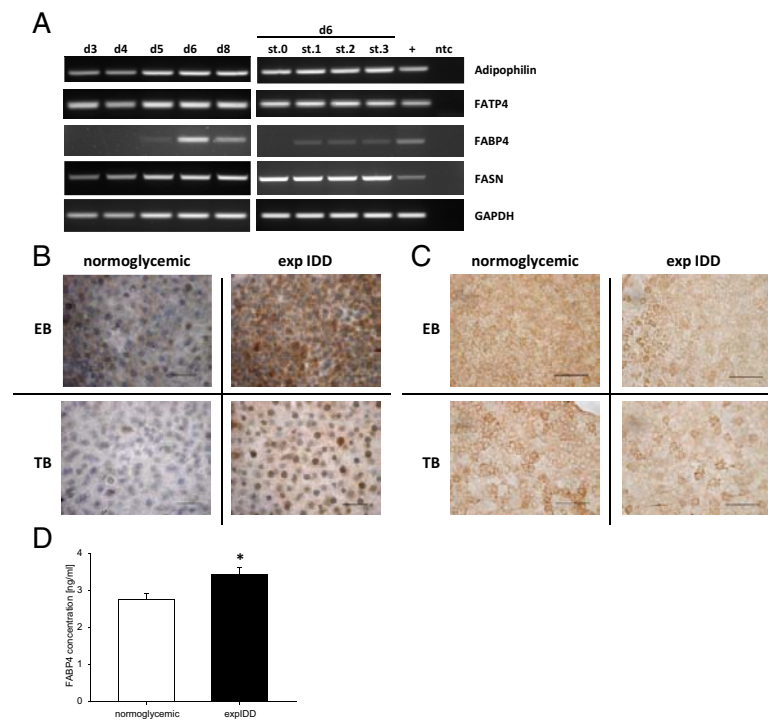 A
d6
d3 d4 d5 d6 d8 st.0 st.1 st.2 st.3 + ntc
Adipophilin
FATP4
FABP4
FASN
GAPDH
B
normoglycemic exp IDD
EB
TB
C
normoglycemic exp IDD
EB
TB
D
FABP4 concentration [ng/ml]
4
3
2
1
0
*
normoglycemic expIDD